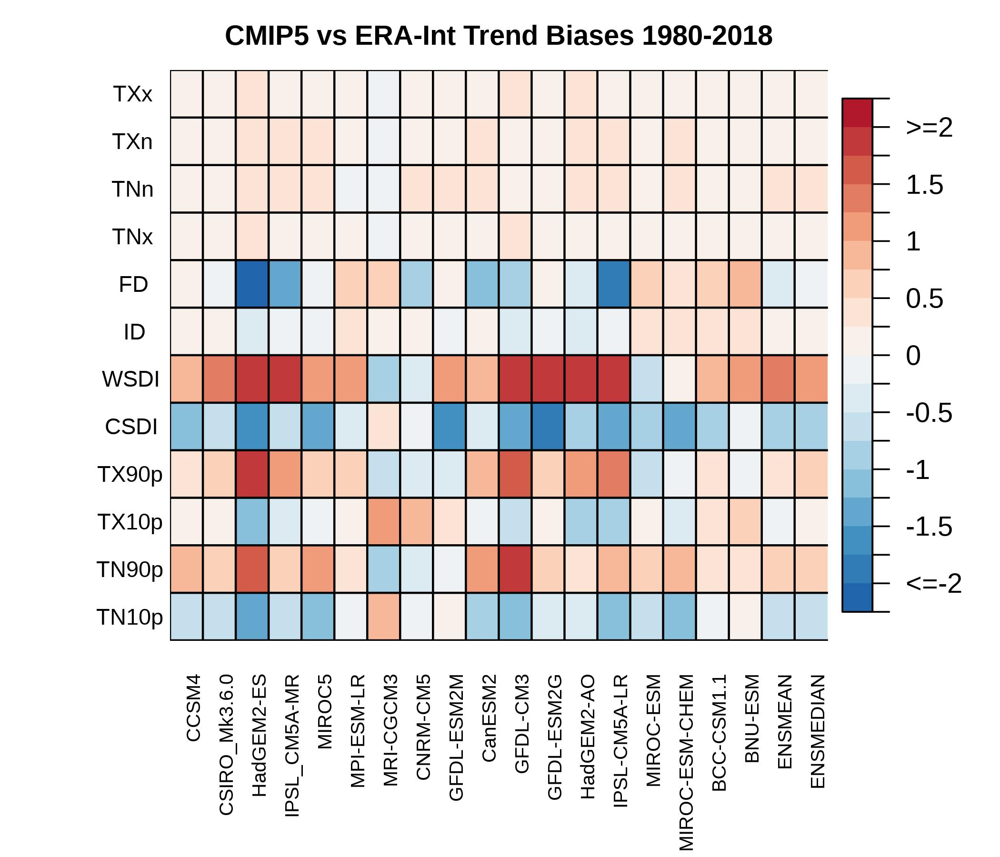 CMIP5 vs ERA-Int Trend Biases 1980-2018
TXx
TXn
TNn
TNx
FD
ID
WSDI
CSDI
TX90p
TX10p
TN90p
TN10p
>=2
1.5
1
0.5
0
-0.5
-1
-1.5
<=-2
CCSM4
CSIRO_Mk3.6.0
HadGEM2-ES
IPSL_CM5A-MR
MIROC5
MPI-ESM-LR
MRI-CGCM3
CNRM-CM5
GFDL-ESM2M
CanESM2
GFDL-CM3
GFDL-ESM2G
HadGEM2-AO
IPSL-CM5A-LR
MIROC-ESM
MIROC-ESM-CHEM
BCC-CSM1.1
BNU-ESM
ENSMEAN
ENSMEDIAN